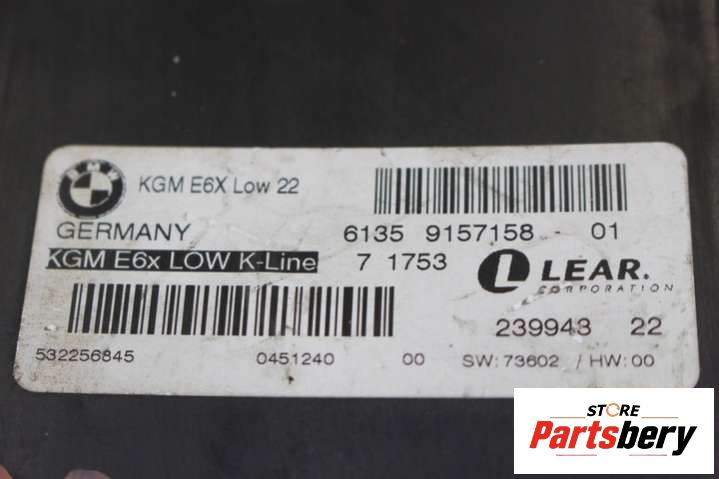 BMW
KGM E6X Low 22
GERMANY
6135 9157158 - 01
KGM E6x LOW K-Line
7 1753
LEAR.
CORPORATION
239943 22
532256845 0451240 00 SW:73602 / HW:00
STORE
Partsbery